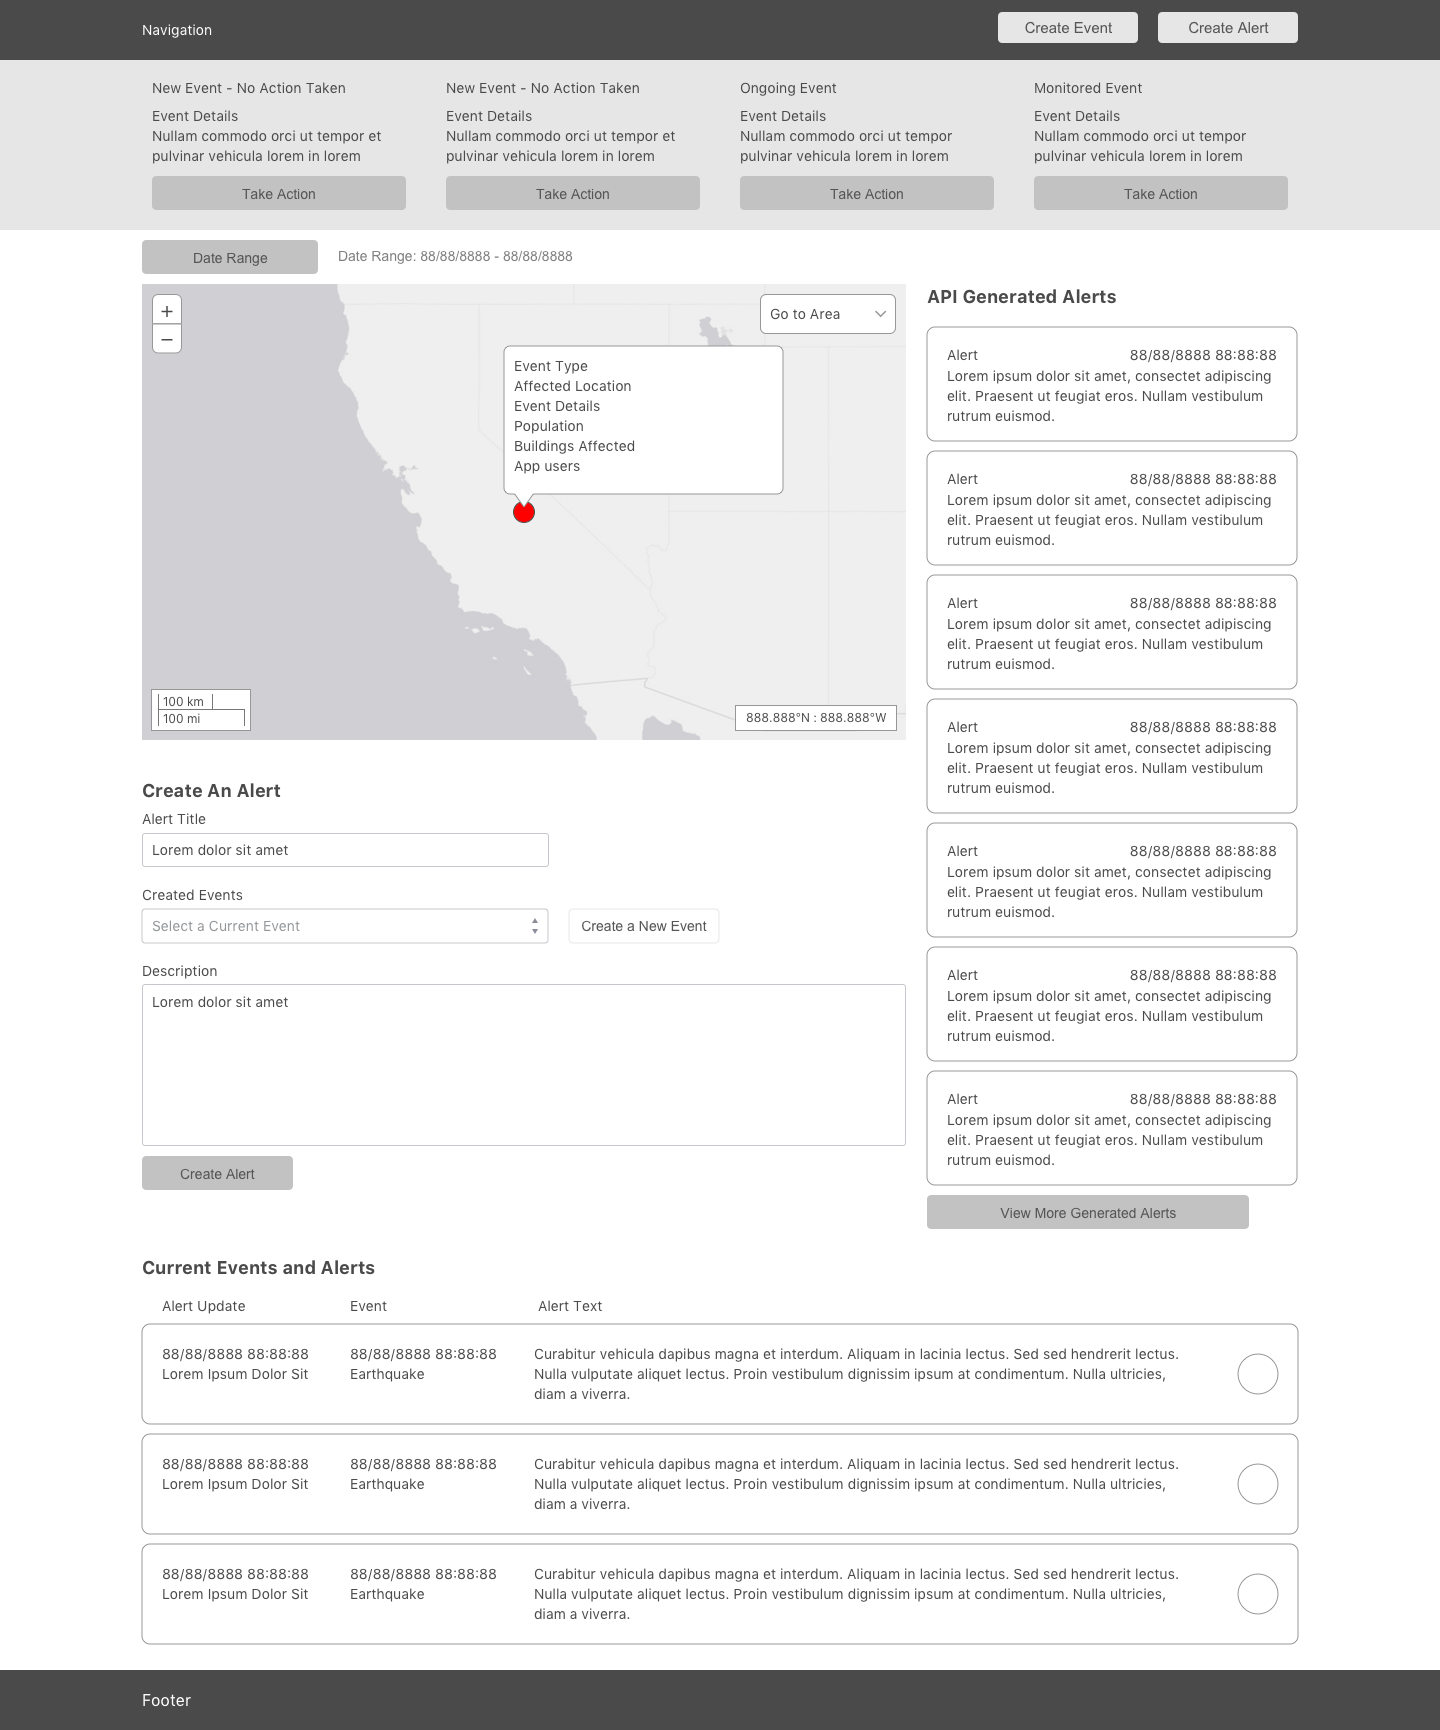 Navigation
Create Event
Create Alert
New Event - No Action Taken
Event Details
Nullam commodo orci ut tempor et
pulvinar vehicula lorem in lorem
Take Action
New Event - No Action Taken
Event Details
Nullam commodo orci ut tempor et
pulvinar vehicula lorem in lorem
Take Action
Ongoing Event
Event Details
Nullam commodo orci ut tempor
pulvinar vehicula lorem in lorem
Take Action
Monitored Event
Event Details
Nullam commodo orci ut tempor
pulvinar vehicula lorem in lorem
Take Action
Date Range
Date Range: 88/88/8888 - 88/88/8888
+
−
Go to Area
Event Type
Affected Location
Event Details
Population
Buildings Affected
App users
100 km
100 mi
888.888°N : 888.888°W
API Generated Alerts
Alert 88/88/8888 88:88:88
Lorem ipsum dolor sit amet, consectet adipiscing
elit. Praesent ut feugiat eros. Nullam vestibulum
rutrum euismod.
Alert 88/88/8888 88:88:88
Lorem ipsum dolor sit amet, consectet adipiscing
elit. Praesent ut feugiat eros. Nullam vestibulum
rutrum euismod.
Alert 88/88/8888 88:88:88
Lorem ipsum dolor sit amet, consectet adipiscing
elit. Praesent ut feugiat eros. Nullam vestibulum
rutrum euismod.
Alert 88/88/8888 88:88:88
Lorem ipsum dolor sit amet, consectet adipiscing
elit. Praesent ut feugiat eros. Nullam vestibulum
rutrum euismod.
Alert 88/88/8888 88:88:88
Lorem ipsum dolor sit amet, consectet adipiscing
elit. Praesent ut feugiat eros. Nullam vestibulum
rutrum euismod.
Alert 88/88/8888 88:88:88
Lorem ipsum dolor sit amet, consectet adipiscing
elit. Praesent ut feugiat eros. Nullam vestibulum
rutrum euismod.
Alert 88/88/8888 88:88:88
Lorem ipsum dolor sit amet, consectet adipiscing
elit. Praesent ut feugiat eros. Nullam vestibulum
rutrum euismod.
View More Generated Alerts
Create An Alert
Alert Title
Lorem dolor sit amet
Created Events
Select a Current Event
Create a New Event
Description
Lorem dolor sit amet
Create Alert
Current Events and Alerts
Alert Update Event Alert Text
88/88/8888 88:88:88
Lorem Ipsum Dolor Sit
88/88/8888 88:88:88
Earthquake
Curabitur vehicula dapibus magna et interdum. Aliquam in lacinia lectus. Sed sed hendrerit lectus.
Nulla vulputate aliquet lectus. Proin vestibulum dignissim ipsum at condimentum. Nulla ultricies,
diam a viverra.
88/88/8888 88:88:88
Lorem Ipsum Dolor Sit
88/88/8888 88:88:88
Earthquake
Curabitur vehicula dapibus magna et interdum. Aliquam in lacinia lectus. Sed sed hendrerit lectus.
Nulla vulputate aliquet lectus. Proin vestibulum dignissim ipsum at condimentum. Nulla ultricies,
diam a viverra.
88/88/8888 88:88:88
Lorem Ipsum Dolor Sit
88/88/8888 88:88:88
Earthquake
Curabitur vehicula dapibus magna et interdum. Aliquam in lacinia lectus. Sed sed hendrerit lectus.
Nulla vulputate aliquet lectus. Proin vestibulum dignissim ipsum at condimentum. Nulla ultricies,
diam a viverra.
Footer